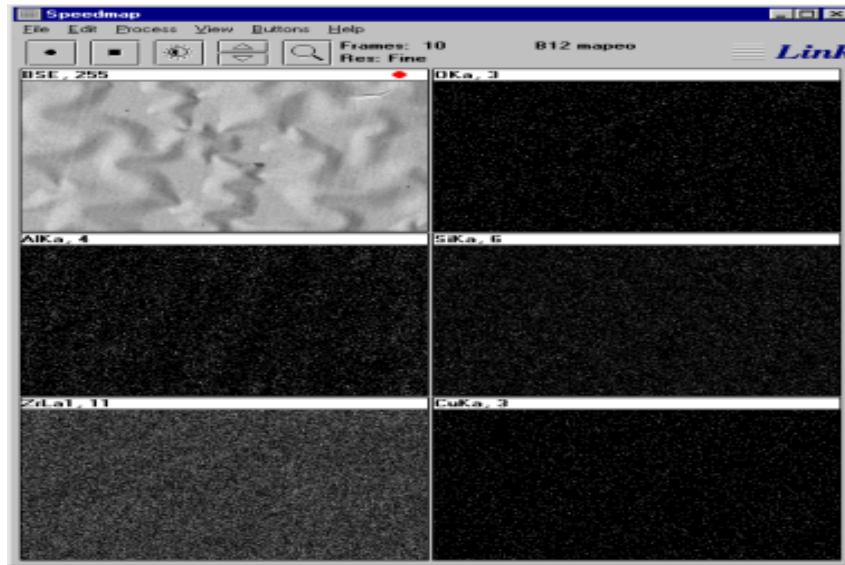 Speedmap
File Edit Process View Buttons Help
Frames: 10
Res: Fine
B12 mapeo
Link
BSE, 255
OKa, 3
AlKa, 4
SiKa, 6
ZrLa1, 11
CuKa, 3